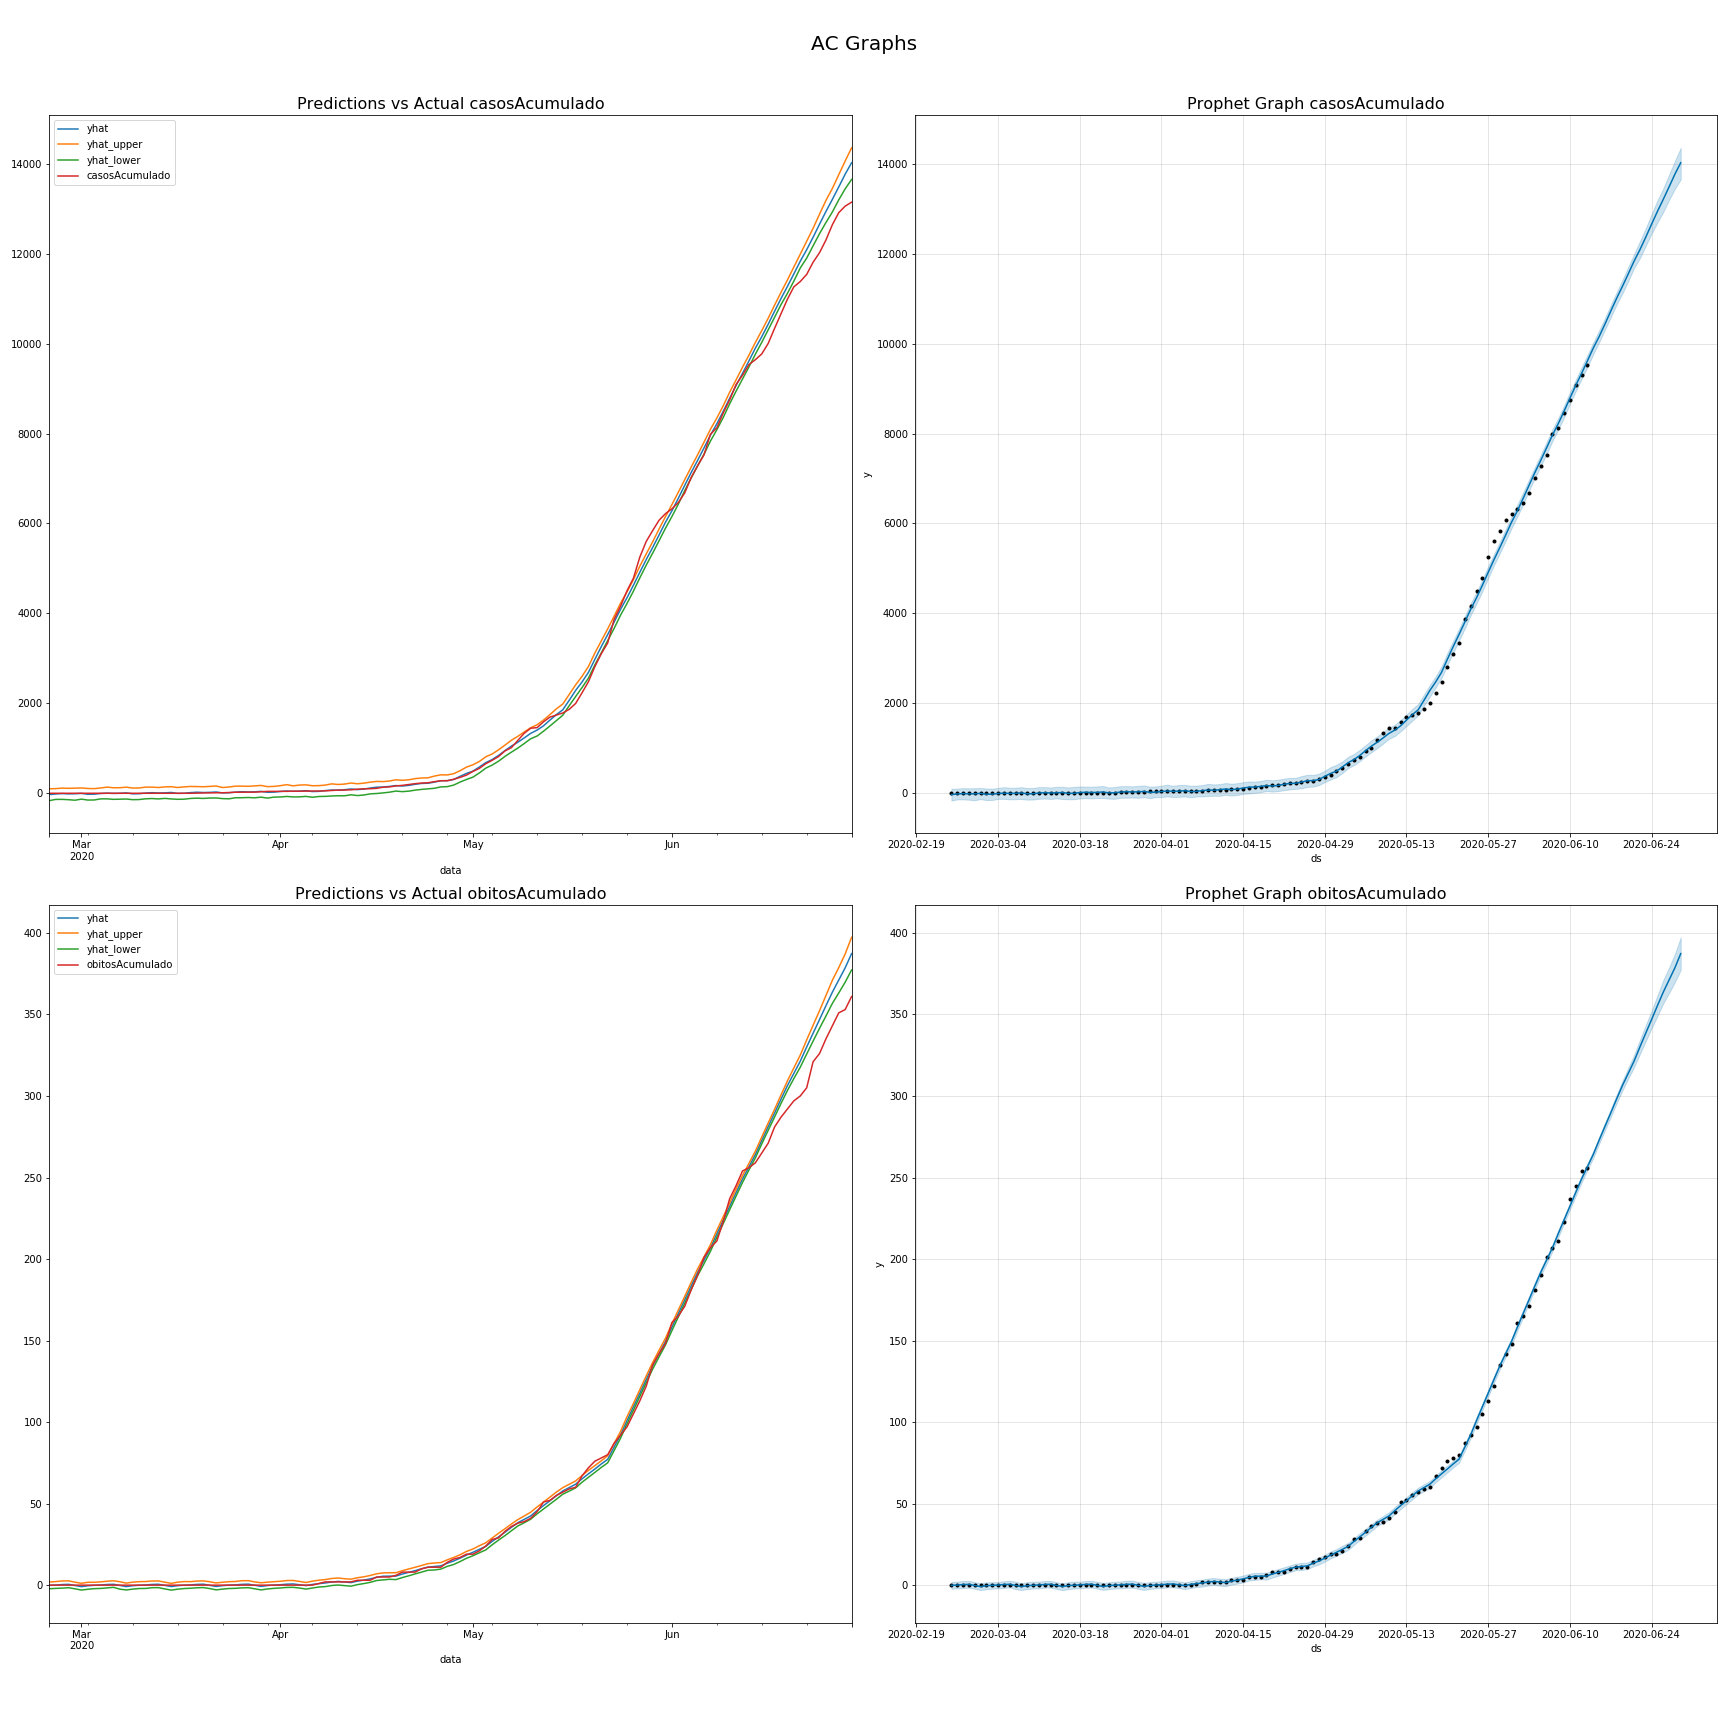 AC Graphs
Predictions vs Actual casosAcumulado
yhat
yhat_upper
yhat_lower
casosAcumulado
14000
12000
10000
8000
6000
4000
2000
0
Mar
2020
Apr
May
Jun
data
Prophet Graph casosAcumulado
14000
12000
10000
8000
6000
4000
2000
0
y
2020-02-19
2020-03-04
2020-03-18
2020-04-01
2020-04-15
2020-04-29
2020-05-13
2020-05-27
2020-06-10
2020-06-24
ds
Predictions vs Actual obitosAcumulado
yhat
yhat_upper
yhat_lower
obitosAcumulado
400
350
300
250
200
150
100
50
0
Mar
2020
Apr
May
Jun
data
Prophet Graph obitosAcumulado
400
350
300
250
200
150
100
50
0
y
2020-02-19
2020-03-04
2020-03-18
2020-04-01
2020-04-15
2020-04-29
2020-05-13
2020-05-27
2020-06-10
2020-06-24
ds